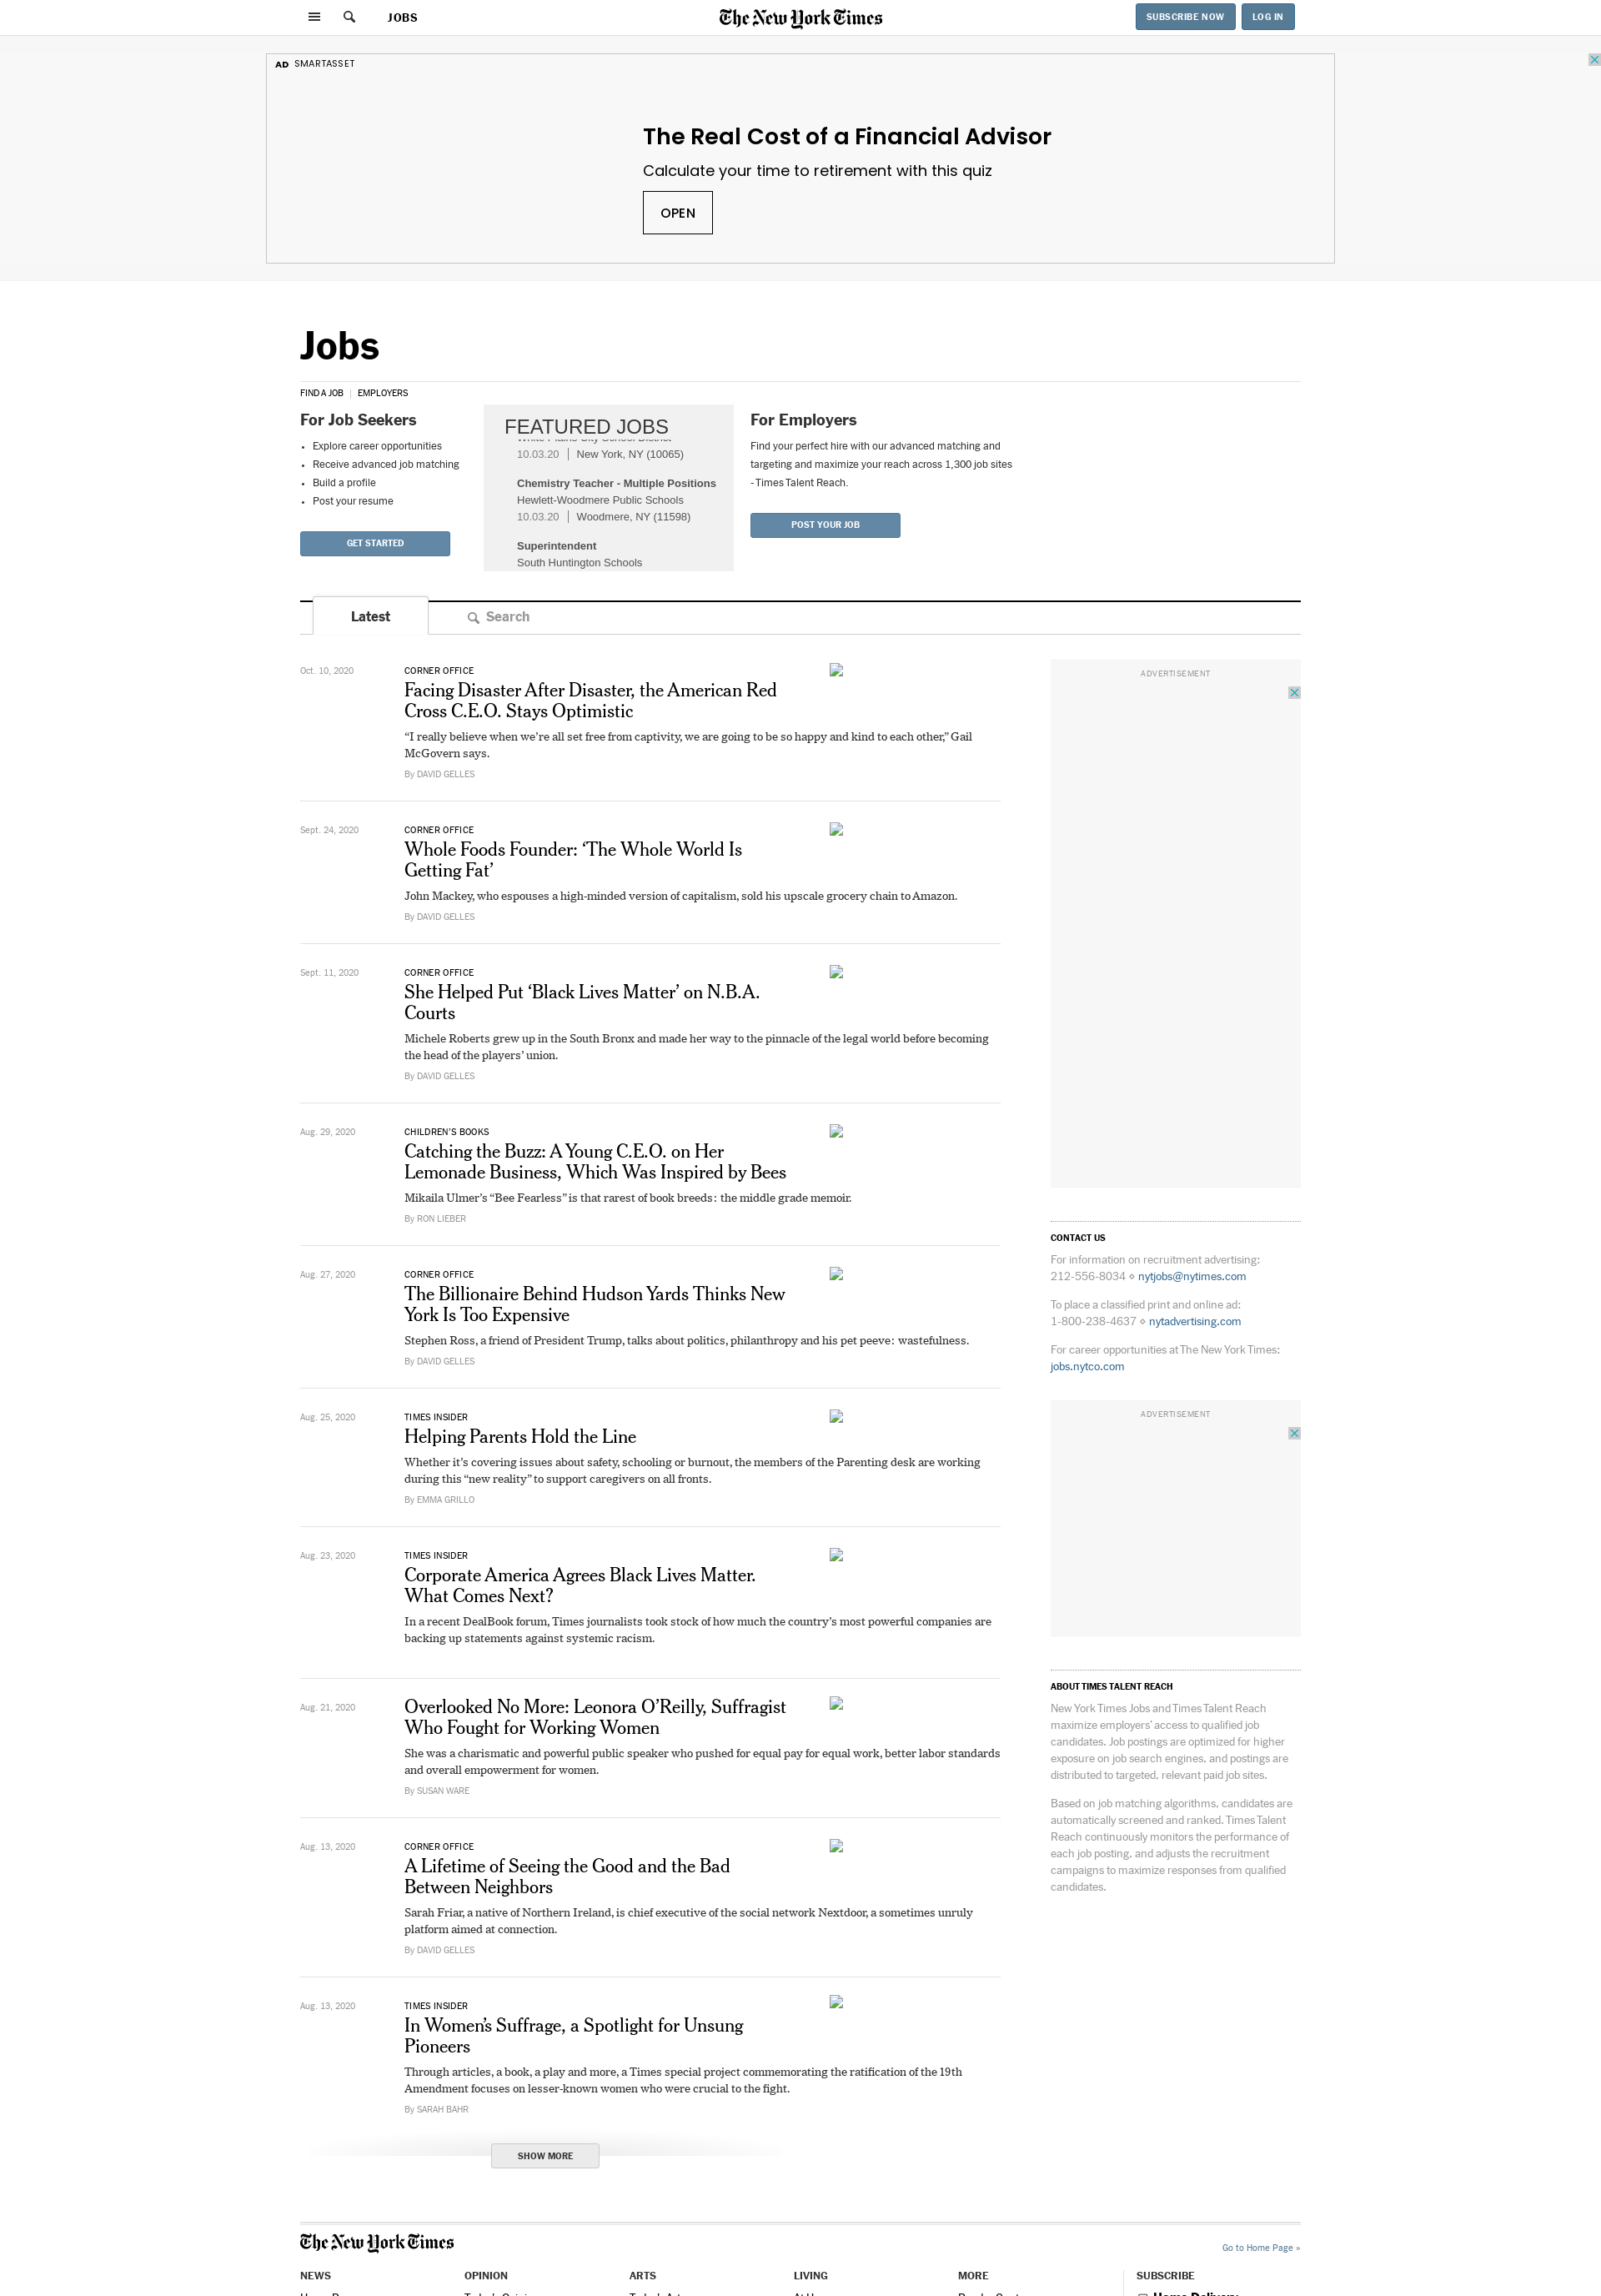 JOBS
The New York Times
SUBSCRIBE NOW
LOG IN
AD SMARTASSET
The Real Cost of a Financial Advisor
Calculate your time to retirement with this quiz
OPEN
Jobs
FIND A JOB
EMPLOYERS
For Job Seekers
Explore career opportunities
Receive advanced job matching
Build a profile
Post your resume
GET STARTED
FEATURED JOBS
White Plains City School District
10.03.20 New York, NY (10065)
Chemistry Teacher - Multiple Positions
Hewlett-Woodmere Public Schools
10.03.20 Woodmere, NY (11598)
Superintendent
South Huntington Schools
For Employers
Find your perfect hire with our advanced matching and
targeting and maximize your reach across 1,300 job sites
- Times Talent Reach.
POST YOUR JOB
Latest
Search
Oct. 10, 2020
CORNER OFFICE
Facing Disaster After Disaster, the American Red
Cross C.E.O. Stays Optimistic
“I really believe when we’re all set free from captivity, we are going to be so happy and kind to each other,” Gail
McGovern says.
By DAVID GELLES
Sept. 24, 2020
CORNER OFFICE
Whole Foods Founder: ‘The Whole World Is
Getting Fat’
John Mackey, who espouses a high-minded version of capitalism, sold his upscale grocery chain to Amazon.
By DAVID GELLES
Sept. 11, 2020
CORNER OFFICE
She Helped Put ‘Black Lives Matter’ on N.B.A.
Courts
Michele Roberts grew up in the South Bronx and made her way to the pinnacle of the legal world before becoming
the head of the players’ union.
By DAVID GELLES
Aug. 29, 2020
CHILDREN’S BOOKS
Catching the Buzz: A Young C.E.O. on Her
Lemonade Business, Which Was Inspired by Bees
Mikaila Ulmer’s “Bee Fearless” is that rarest of book breeds: the middle grade memoir.
By RON LIEBER
Aug. 27, 2020
CORNER OFFICE
The Billionaire Behind Hudson Yards Thinks New
York Is Too Expensive
Stephen Ross, a friend of President Trump, talks about politics, philanthropy and his pet peeve: wastefulness.
By DAVID GELLES
Aug. 25, 2020
TIMES INSIDER
Helping Parents Hold the Line
Whether it’s covering issues about safety, schooling or burnout, the members of the Parenting desk are working
during this “new reality” to support caregivers on all fronts.
By EMMA GRILLO
Aug. 23, 2020
TIMES INSIDER
Corporate America Agrees Black Lives Matter.
What Comes Next?
In a recent DealBook forum, Times journalists took stock of how much the country’s most powerful companies are
backing up statements against systemic racism.
Aug. 21, 2020
Overlooked No More: Leonora O’Reilly, Suffragist
Who Fought for Working Women
She was a charismatic and powerful public speaker who pushed for equal pay for equal work, better labor standards
and overall empowerment for women.
By SUSAN WARE
Aug. 13, 2020
CORNER OFFICE
A Lifetime of Seeing the Good and the Bad
Between Neighbors
Sarah Friar, a native of Northern Ireland, is chief executive of the social network Nextdoor, a sometimes unruly
platform aimed at connection.
By DAVID GELLES
Aug. 13, 2020
TIMES INSIDER
In Women’s Suffrage, a Spotlight for Unsung
Pioneers
Through articles, a book, a play and more, a Times special project commemorating the ratification of the 19th
Amendment focuses on lesser-known women who were crucial to the fight.
By SARAH BAHR
SHOW MORE
ADVERTISEMENT
CONTACT US
For information on recruitment advertising:
212-556-8034 ⋄ nytjobs@nytimes.com
To place a classified print and online ad:
1-800-238-4637 ⋄ nytadvertising.com
For career opportunities at The New York Times:
jobs.nytco.com
ADVERTISEMENT
ABOUT TIMES TALENT REACH
New York Times Jobs and Times Talent Reach
maximize employers’ access to qualified job
candidates. Job postings are optimized for higher
exposure on job search engines, and postings are
distributed to targeted, relevant paid job sites.
Based on job matching algorithms, candidates are
automatically screened and ranked. Times Talent
Reach continuously monitors the performance of
each job posting, and adjusts the recruitment
campaigns to maximize responses from qualified
candidates.
The New York Times
Go to Home Page »
NEWS
OPINION
ARTS
LIVING
MORE
SUBSCRIBE
Home Delivery